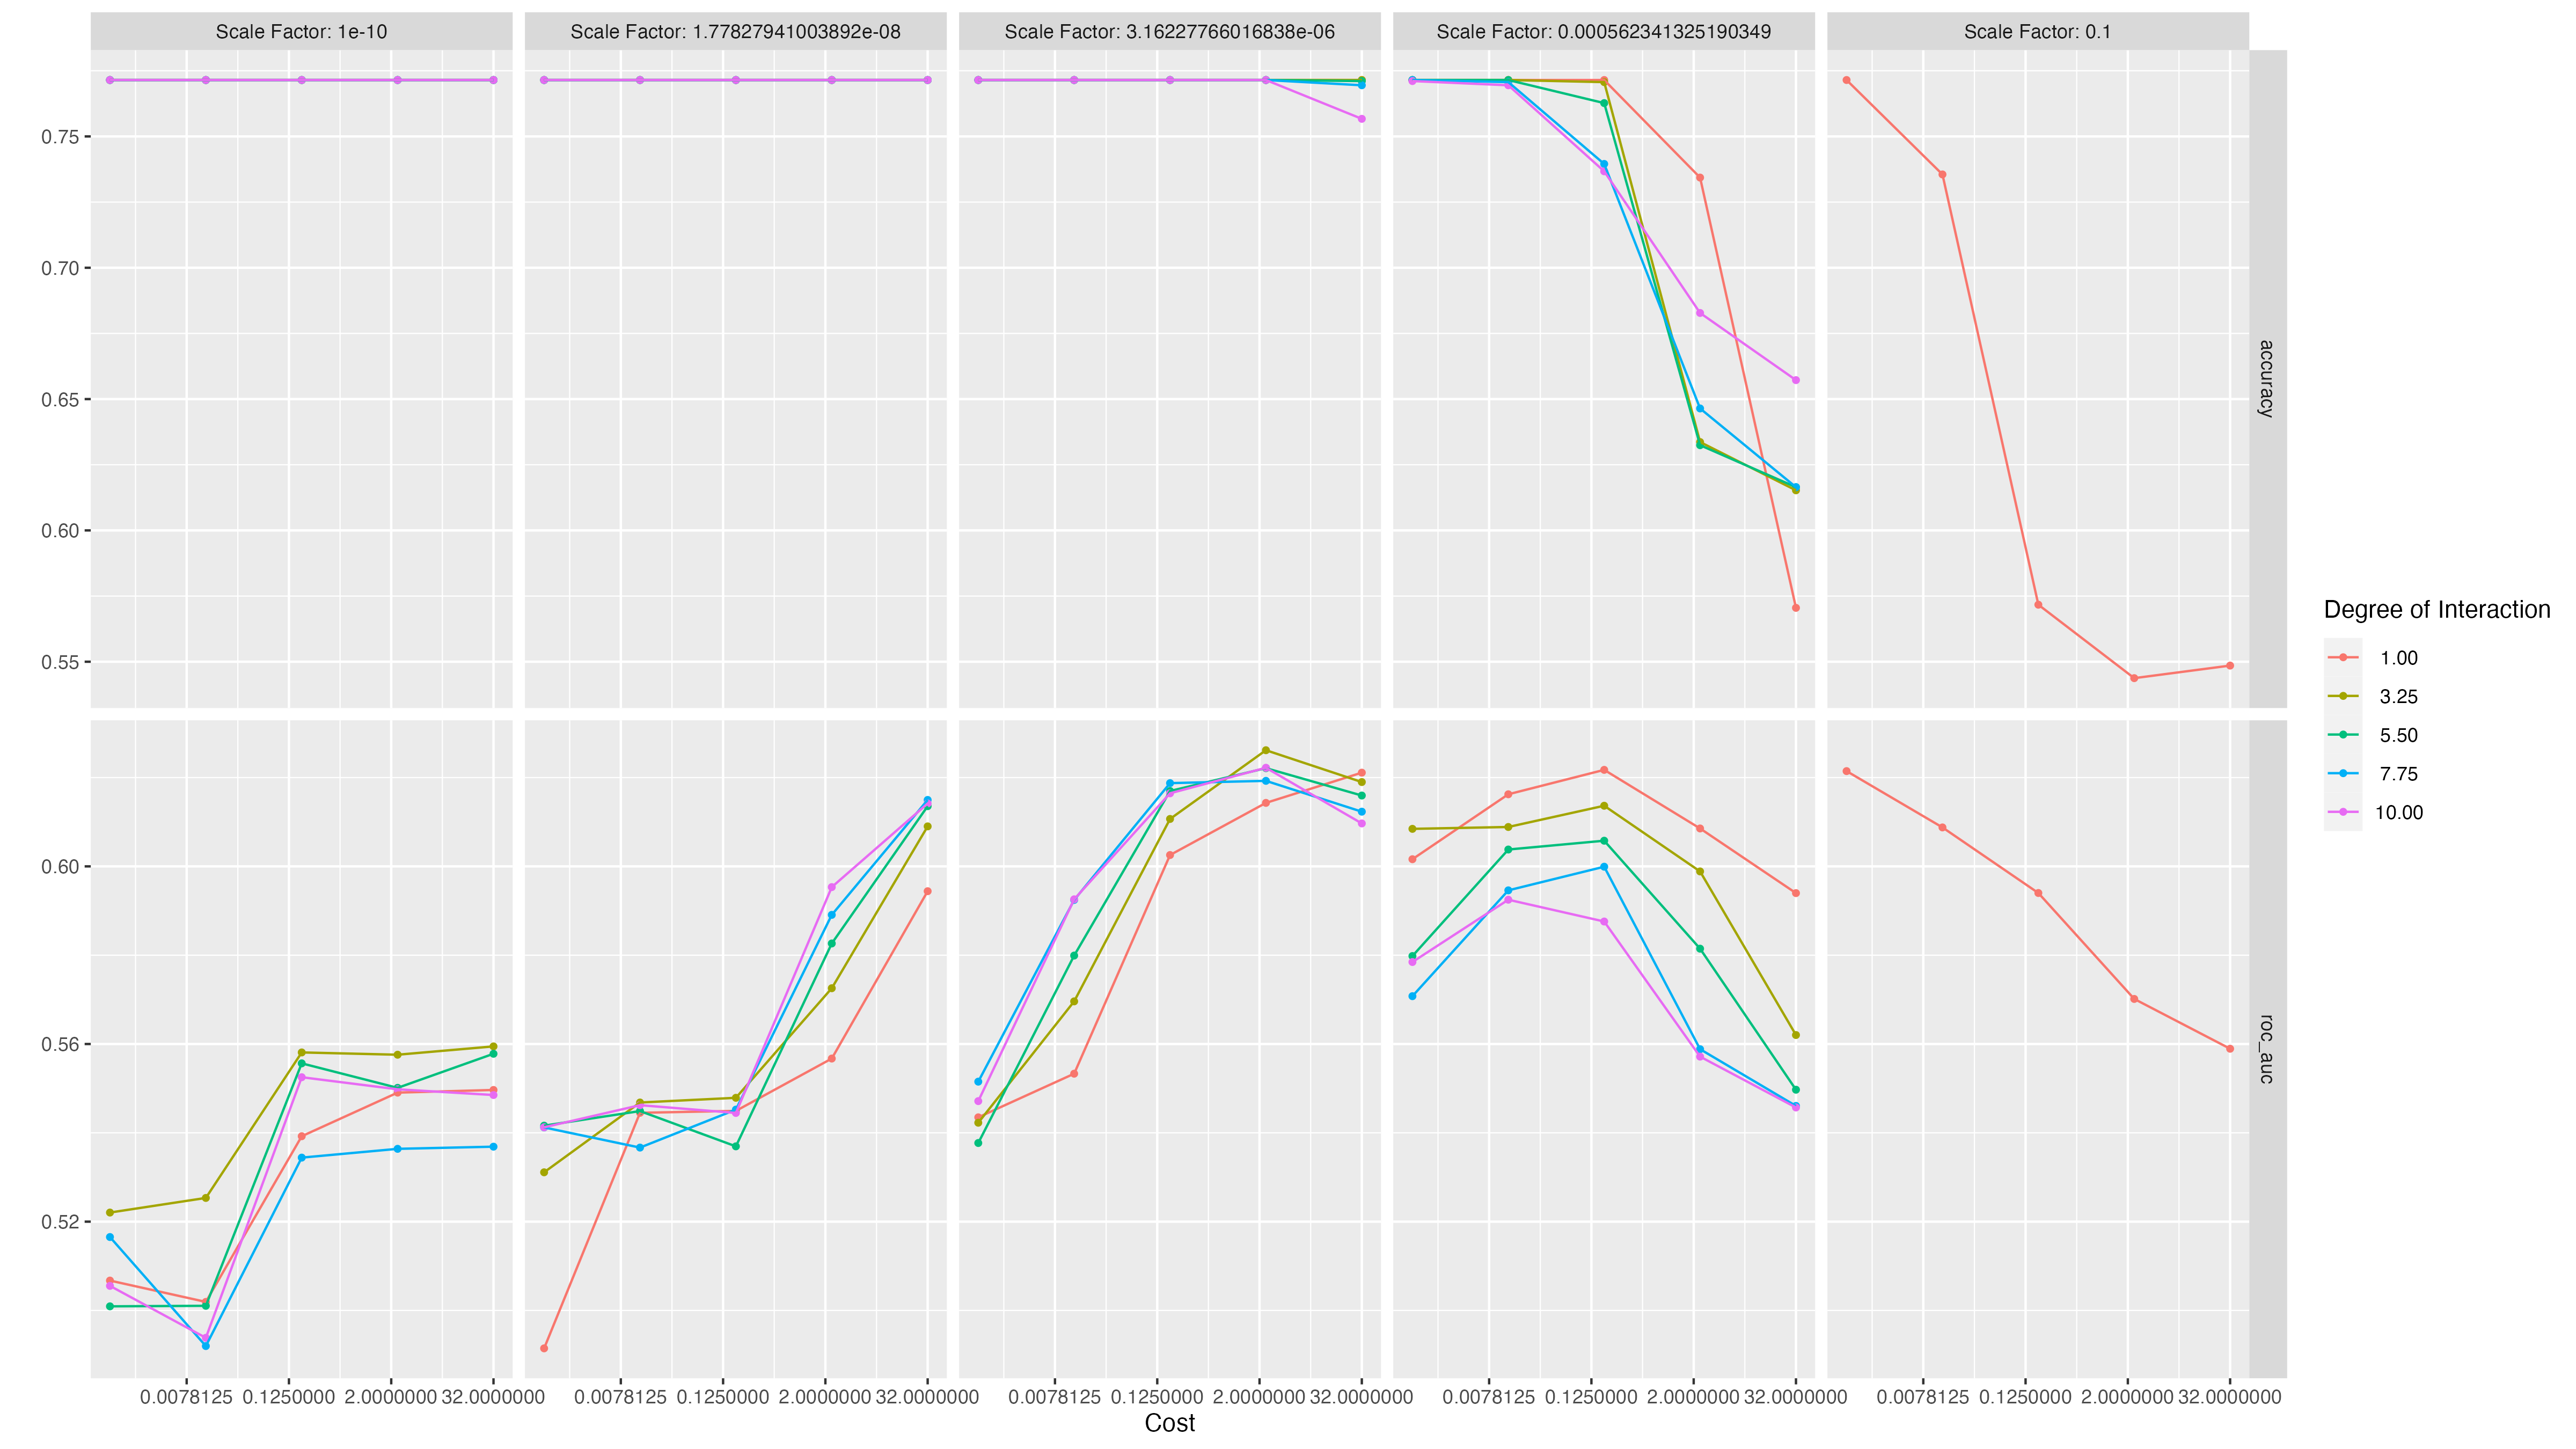 Scale Factor: 1e-10
Scale Factor: 1.77827941003892e-08
Scale Factor: 3.16227766016838e-06
Scale Factor: 0.000562341325190349
Scale Factor: 0.1
0.75
0.70
0.65
0.60
0.55
accuracy
0.60
0.56
0.52
roc_auc
0.0078125 0.1250000 2.0000000 32.0000000
0.0078125 0.1250000 2.0000000 32.0000000
0.0078125 0.1250000 2.0000000 32.0000000
0.0078125 0.1250000 2.0000000 32.0000000
0.0078125 0.1250000 2.0000000 32.0000000
Cost
Degree of Interaction
1.00
3.25
5.50
7.75
10.00